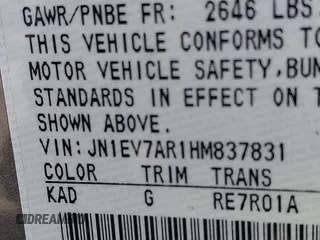 GAWR/PNBE FR: 2646 LBS
THIS VEHICLE CONFORMS TO
MOTOR VEHICLE SAFETY, BUM
STANDARDS IN EFFECT ON T
SHOWN ABOVE.
VIN: JN1EV7AR1HM837831
COLOR TRIM TRANS
KAD G RE7R01A
DREAM